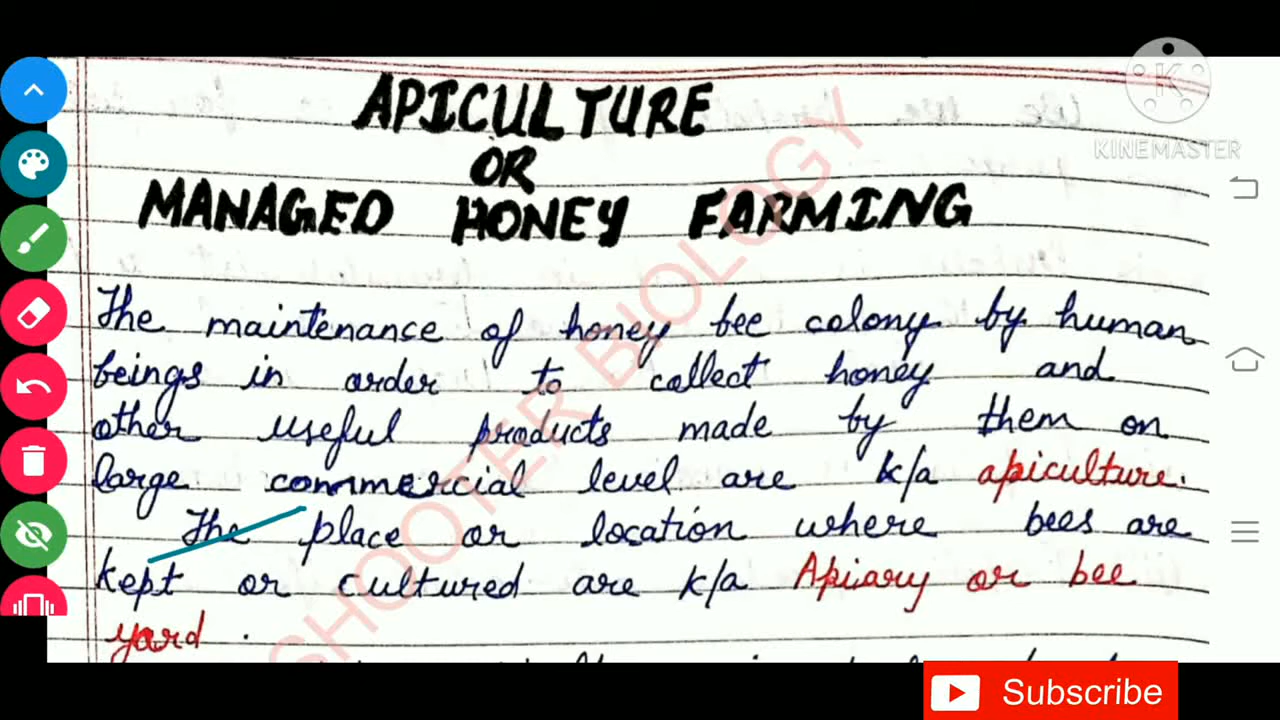 APICULTURE
OR
MANAGED HONEY FARMING
The maintenance of honey bee colony by human
beings in order to collect honey and
other useful products made by them on
large commercial level are k/a apiculture.
The place or location where bees are
kept or cultured are k/a Apiary or bee
yard.
SHOOTER BIOLOGY
K
KINEMASTER
Subscribe